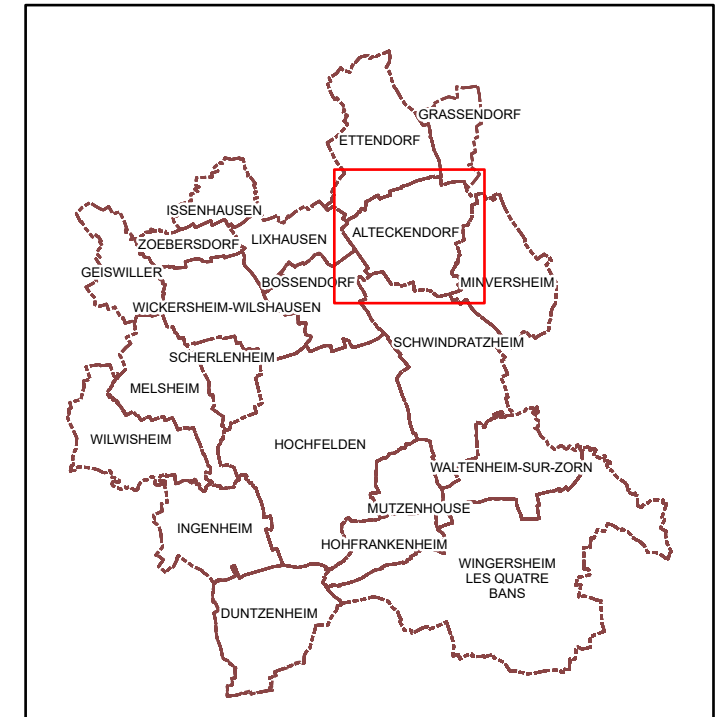 GRASSENDORF
ETTENDORF
ISSENHAUSEN
ALTECKENDORF
ZOEBERSDORF
LIXHAUSEN
GEISWILLER
BOSSENDORF
MINVERSHEIM
WICKERSHEIM-WILSHAUSEN
SCHWINDRATZHEIM
SCHERLENHEIM
MELSHEIM
WILWISHEIM
HOCHFELDEN
WALTENHEIM-SUR-ZORN
MUTZENHOUSE
INGENHEIM
HOHFRANKENHEIM
WINGERSHEIM
LES QUATRE
BANS
DUNTZENHEIM